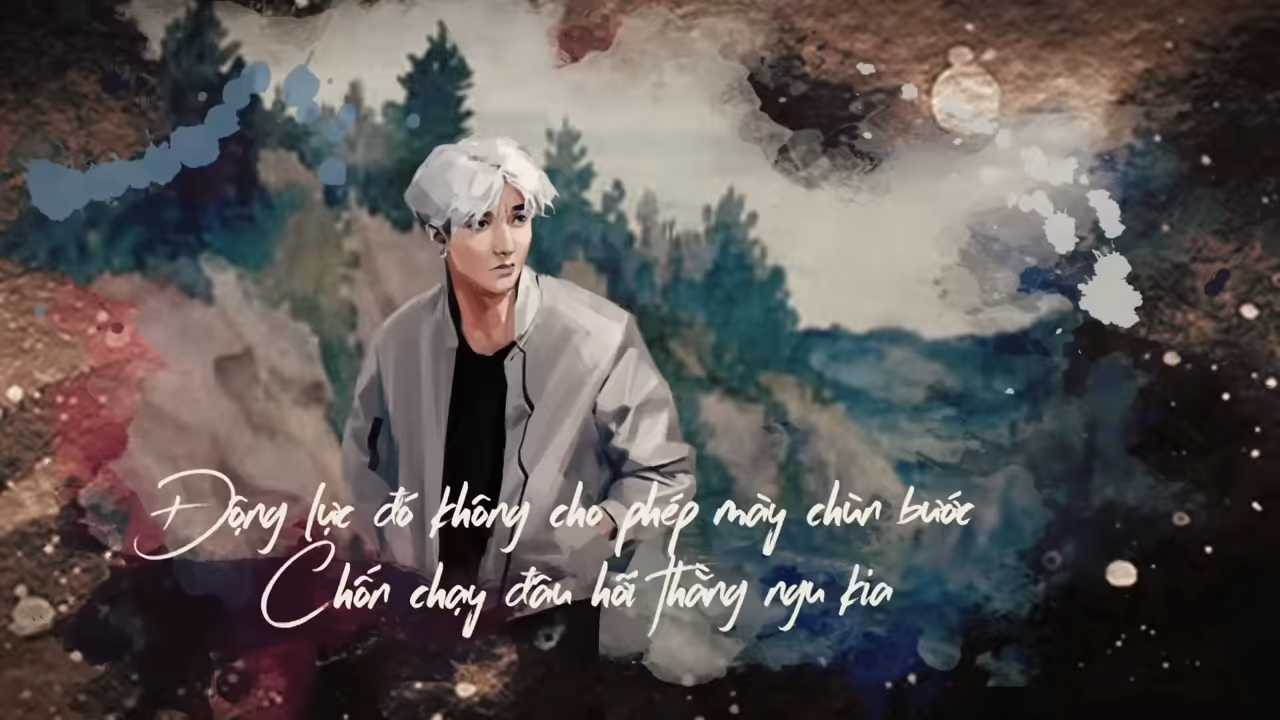 Động lực đó không cho phép mày chùn bước
Chốn chạy đâu hỡi thằng ngu kia